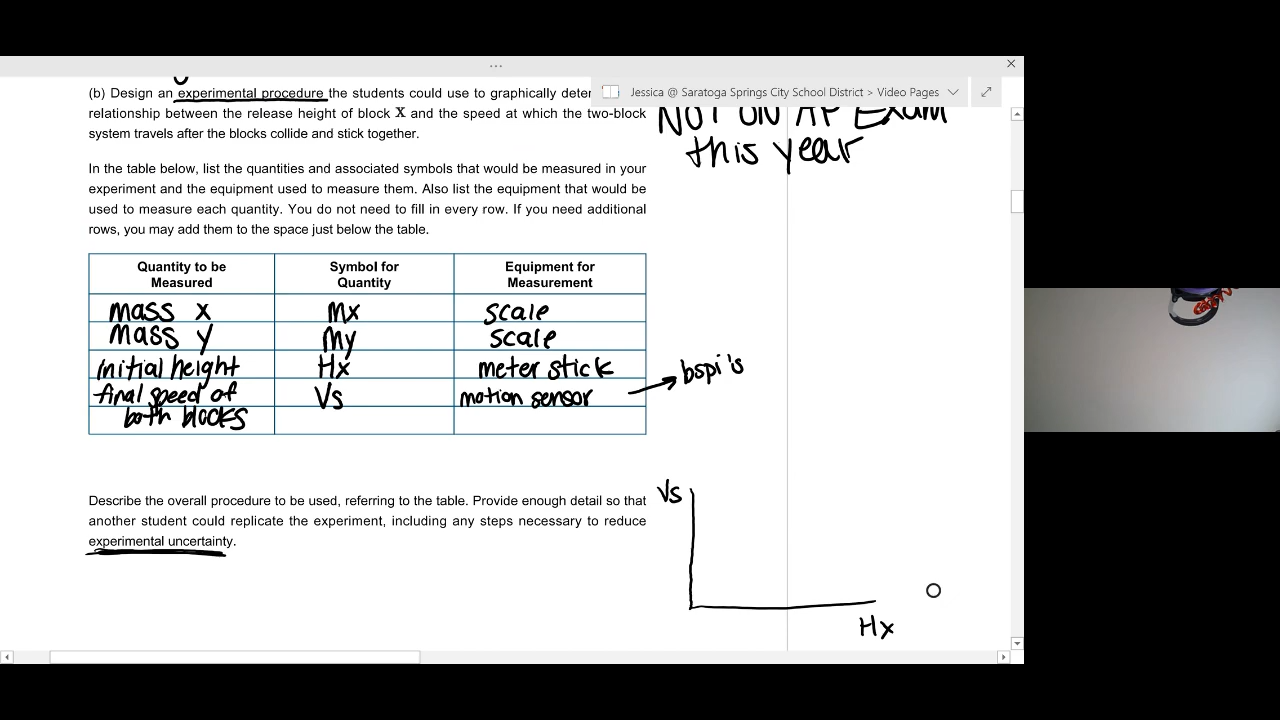 (b) Design an experimental procedure the students could use to graphically deter
relationship between the release height of block X and the speed at which the two-block
system travels after the blocks collide and stick together.
Jessica @ Saratoga Springs City School District > Video Pages
NOT ON AP Exam
this year
In the table below, list the quantities and associated symbols that would be measured in your
experiment and the equipment used to measure them. Also list the equipment that would be
used to measure each quantity. You do not need to fill in every row. If you need additional
rows, you may add them to the space just below the table.
Quantity to be Measured Symbol for Quantity Equipment for Measurement
mass x Mx scale
mass y My scale
initial height Hx meter stick
final speed of both blocks Vs motion sensor
bspi's
Describe the overall procedure to be used, referring to the table. Provide enough detail so that
another student could replicate the experiment, including any steps necessary to reduce
experimental uncertainty.
Vs
Hx